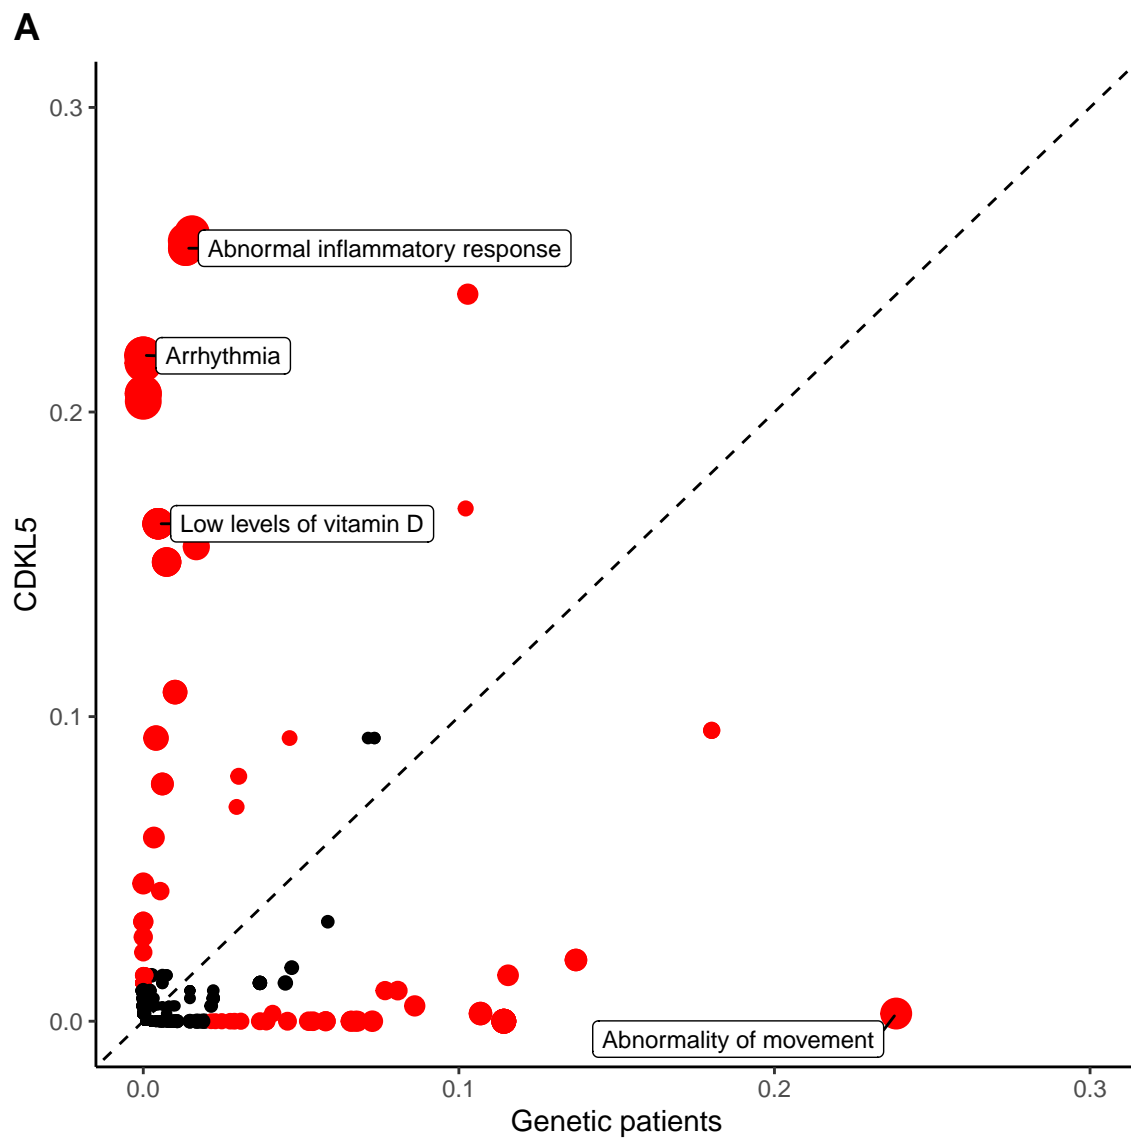 A
0.3
Abnormal inflammatory response
Arrhythmia
0.2
Low levels of vitamin D
CDKL5
0.1
0.0
Abnormality of movement
0.0 0.1 0.2 0.3
Genetic patients